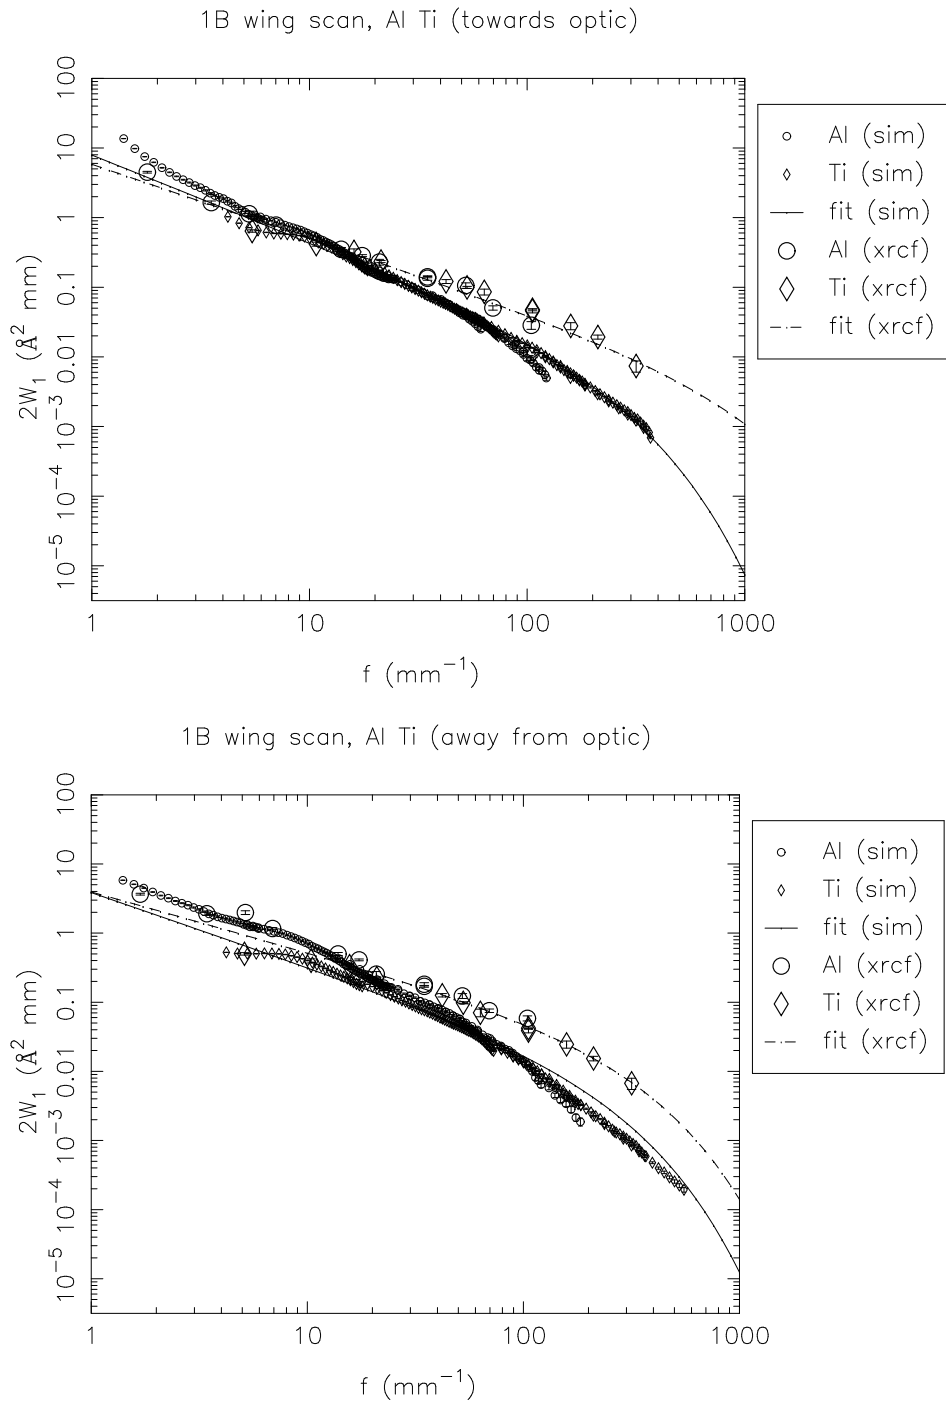 1B wing scan, Al Ti (towards optic)
100
10
1
0.1
0.01
10⁻³
10⁻⁴
10⁻⁵
2W₁ (Å² mm)
1 10 100 1000
f (mm⁻¹)
Al (sim)
Ti (sim)
fit (sim)
Al (xrcf)
Ti (xrcf)
fit (xrcf)
1B wing scan, Al Ti (away from optic)
100
10
1
0.1
0.01
10⁻³
10⁻⁴
10⁻⁵
2W₁ (Å² mm)
1 10 100 1000
f (mm⁻¹)
Al (sim)
Ti (sim)
fit (sim)
Al (xrcf)
Ti (xrcf)
fit (xrcf)